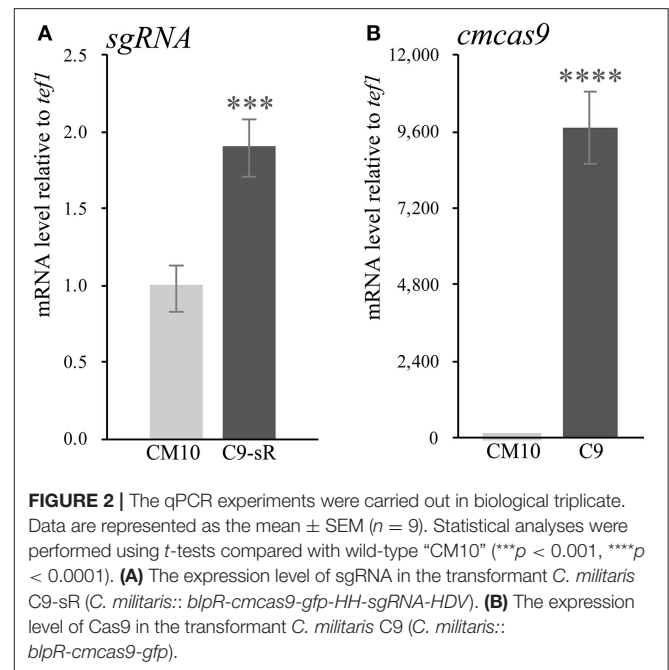 A
sgRNA
mRNA level relative to tef1
2.5
2.0
1.5
1.0
0.5
0.0
***
CM10 C9-sR
B
cmcas9
mRNA level relative to tef1
12,000
9,600
7,200
4,800
2,400
0
****
CM10 C9
FIGURE 2 | The qPCR experiments were carried out in biological triplicate.
Data are represented as the mean ± SEM (n = 9). Statistical analyses were
performed using t-tests compared with wild-type “CM10” (***p < 0.001, ****p
< 0.0001). (A) The expression level of sgRNA in the transformant C. militaris
C9-sR (C. militaris:: blpR-cmcas9-gfp-HH-sgRNA-HDV). (B) The expression
level of Cas9 in the transformant C. militaris C9 (C. militaris::
blpR-cmcas9-gfp).